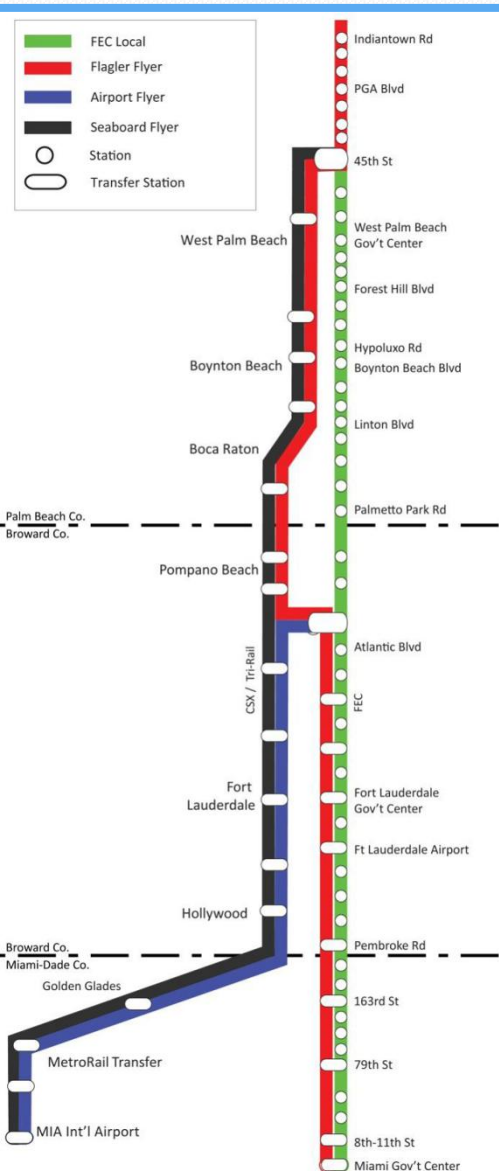 FEC Local
Flagler Flyer
Airport Flyer
Seaboard Flyer
Station
Transfer Station
Indiantown Rd
PGA Blvd
45th St
West Palm Beach
Gov't Center
West Palm Beach
Forest Hill Blvd
Hypoluxo Rd
Boynton Beach
Boynton Beach Blvd
Linton Blvd
Boca Raton
Palmetto Park Rd
Palm Beach Co.
Broward Co.
Pompano Beach
Atlantic Blvd
CSX / Tri-Rail
FEC
Fort
Lauderdale
Fort Lauderdale
Gov't Center
Ft Lauderdale Airport
Hollywood
Pembroke Rd
Broward Co.
Miami-Dade Co.
Golden Glades
163rd St
MetroRail Transfer
79th St
MIA Int'l Airport
8th-11th St
Miami Gov't Center